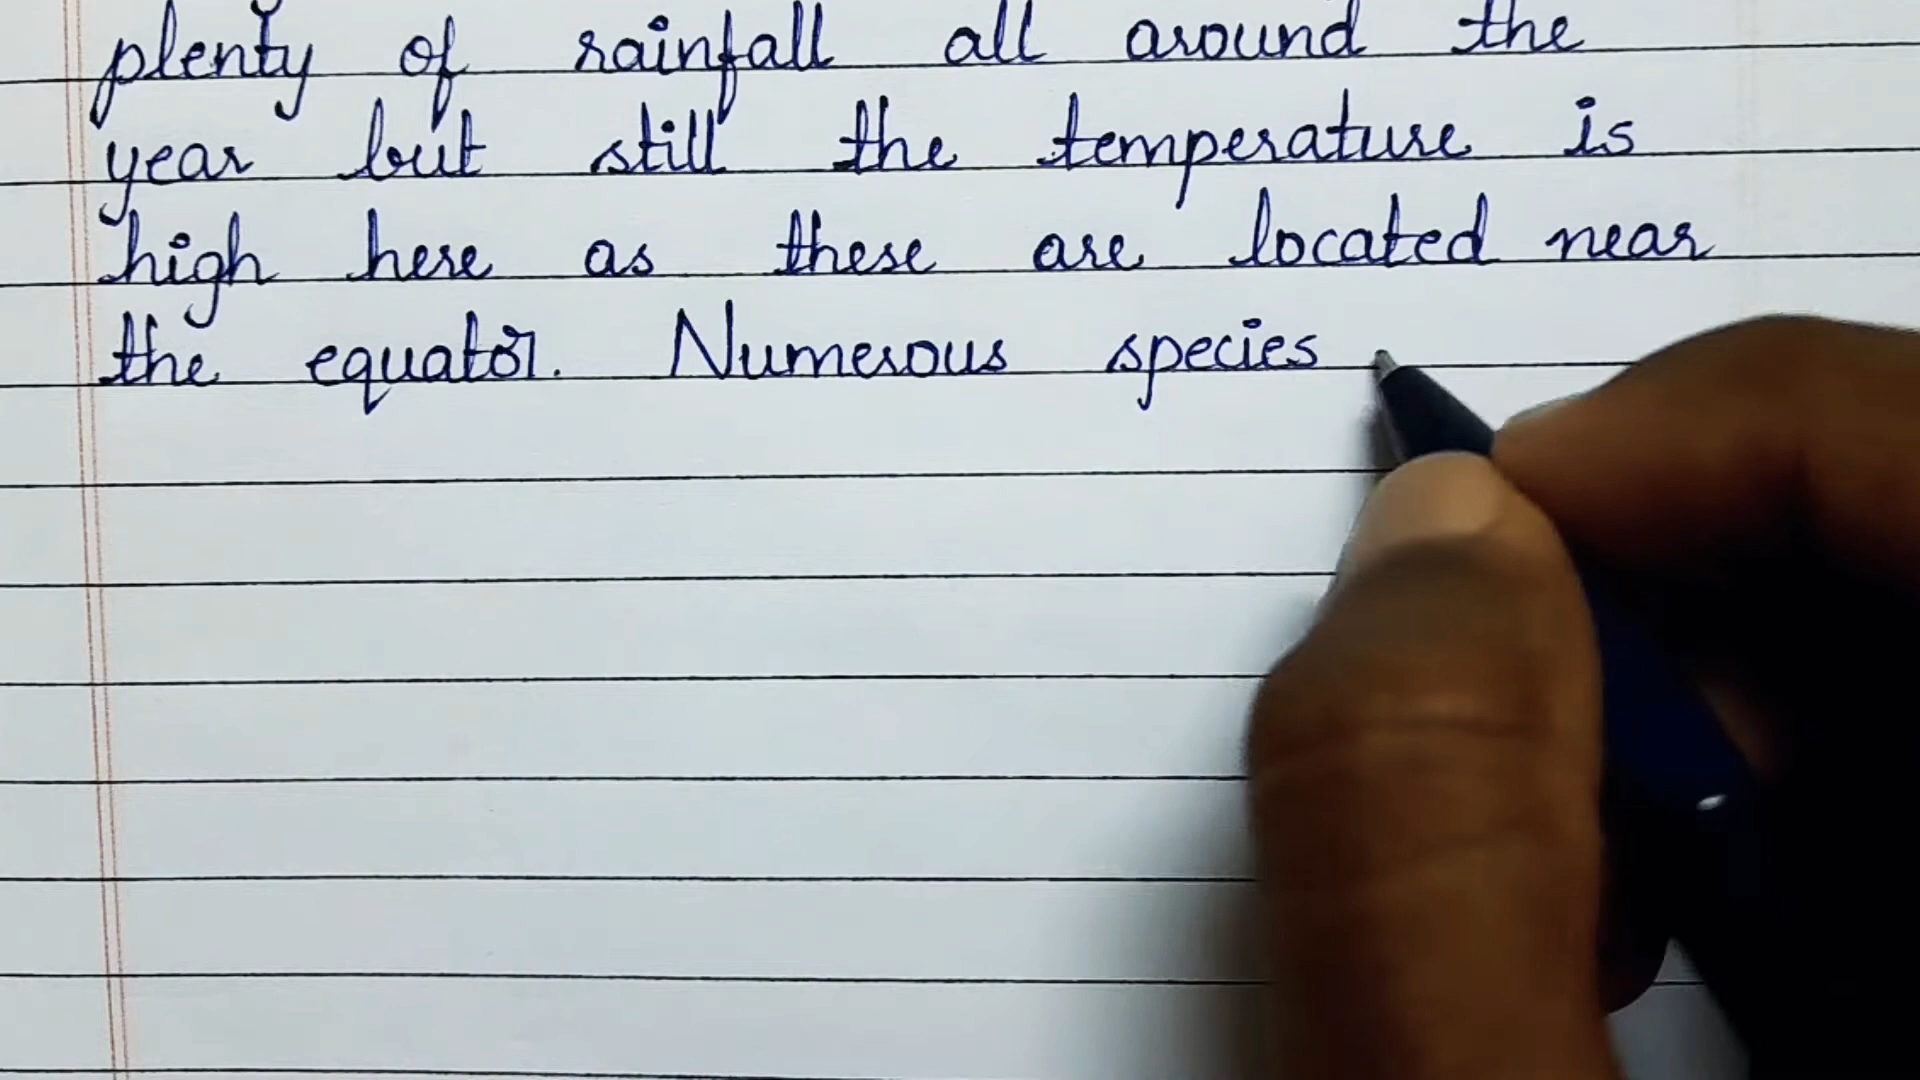 plenty of rainfall all around the
year but still the temperature is
high here as these are located near
the equator. Numerous species